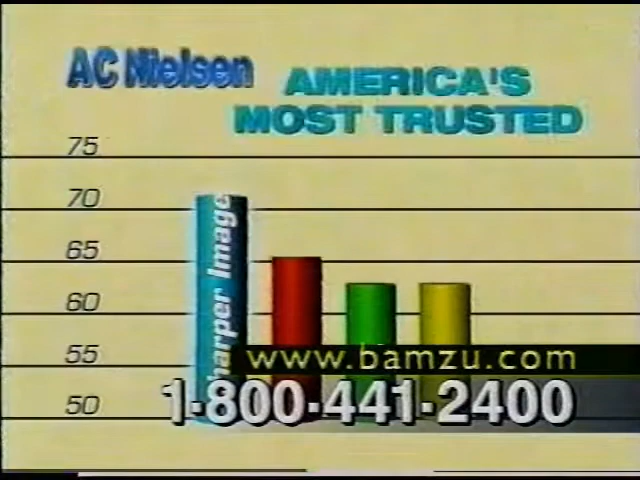 AC Nielsen
AMERICA'S
MOST TRUSTED
75
70
65
60
55
50
Sharper Image
www.bamzu.com
1-800-441-2400